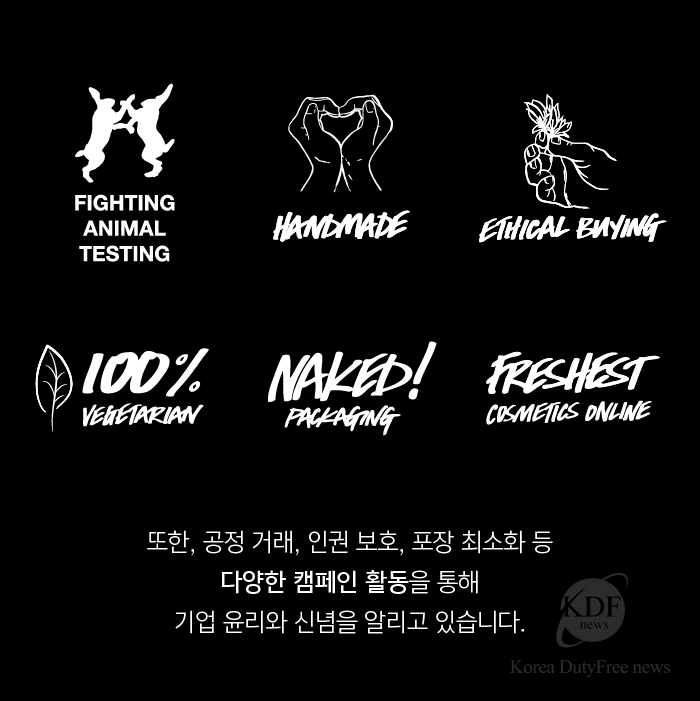 FIGHTING
ANIMAL
TESTING
HANDMADE
ETHICAL BUYING
100%
VEGETARIAN
NAKED!
PACKAGING
FRESHEST
COSMETICS ONLINE
또한, 공정 거래, 인권 보호, 포장 최소화 등
다양한 캠페인 활동을 통해
기업 윤리와 신념을 알리고 있습니다.
KDF
news
Korea DutyFree news